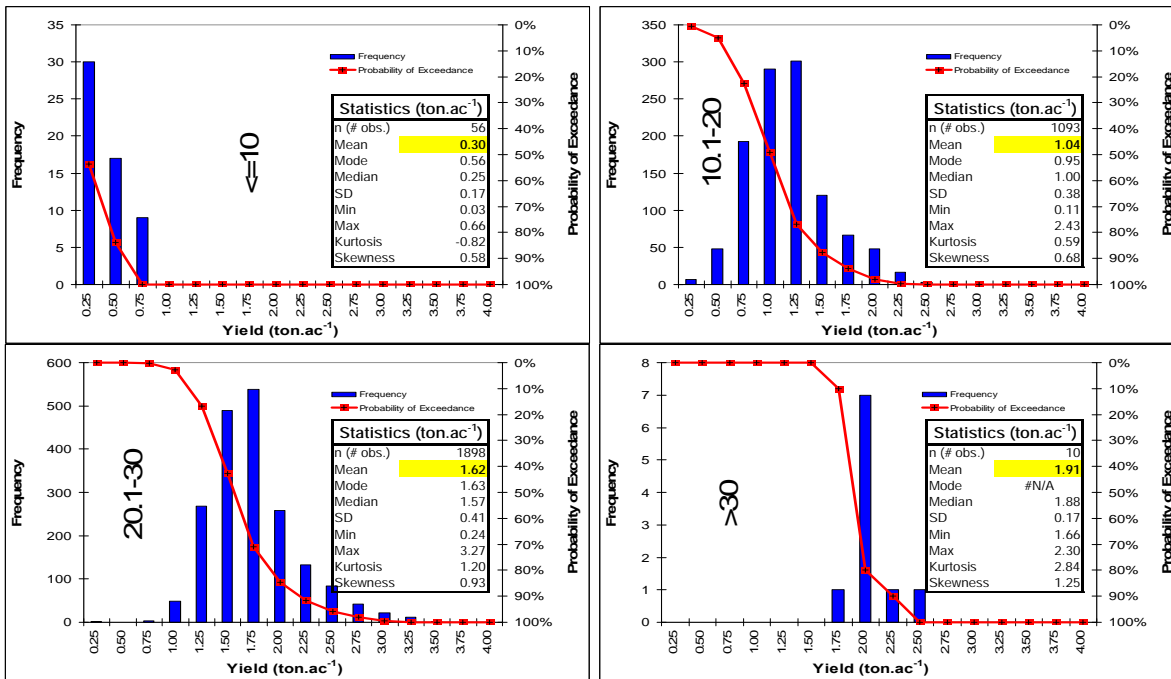 35
30
25
20
15
10
5
0
Frequency
0%
10%
20%
30%
40%
50%
60%
70%
80%
90%
100%
Probability of Exceedance
Frequency
Probability of Exceedance
<=10
Statistics (ton.ac⁻¹)
n (# obs.) 56
Mean 0.30
Mode 0.56
Median 0.25
SD 0.17
Min 0.03
Max 0.66
Kurtosis -0.82
Skewness 0.58
0.25 0.50 0.75 1.00 1.25 1.50 1.75 2.00 2.25 2.50 2.75 3.00 3.25 3.50 3.75 4.00
Yield (ton.ac⁻¹)
350
300
250
200
150
100
50
0
Frequency
0%
10%
20%
30%
40%
50%
60%
70%
80%
90%
100%
Probability of Exceedance
Frequency
Probability of Exceedance
10.1-20
Statistics (ton.ac⁻¹)
n (# obs.) 1093
Mean 1.04
Mode 0.95
Median 1.00
SD 0.38
Min 0.11
Max 2.43
Kurtosis 0.59
Skewness 0.68
0.25 0.50 0.75 1.00 1.25 1.50 1.75 2.00 2.25 2.50 2.75 3.00 3.25 3.50 3.75 4.00
Yield (ton.ac⁻¹)
600
500
400
300
200
100
0
Frequency
0%
10%
20%
30%
40%
50%
60%
70%
80%
90%
100%
Probability of Exceedance
Frequency
Probability of Exceedance
20.1-30
Statistics (ton.ac⁻¹)
n (# obs.) 1898
Mean 1.62
Mode 1.63
Median 1.57
SD 0.41
Min 0.24
Max 3.27
Kurtosis 1.20
Skewness 0.93
0.25 0.50 0.75 1.00 1.25 1.50 1.75 2.00 2.25 2.50 2.75 3.00 3.25 3.50 3.75 4.00
Yield (ton.ac⁻¹)
8
7
6
5
4
3
2
1
0
Frequency
0%
10%
20%
30%
40%
50%
60%
70%
80%
90%
100%
Probability of Exceedance
Frequency
Probability of Exceedance
>30
Statistics (ton.ac⁻¹)
n (# obs.) 10
Mean 1.91
Mode #N/A
Median 1.88
SD 0.17
Min 1.66
Max 2.30
Kurtosis 2.84
Skewness 1.25
0.25 0.50 0.75 1.00 1.25 1.50 1.75 2.00 2.25 2.50 2.75 3.00 3.25 3.50 3.75 4.00
Yield (ton.ac⁻¹)